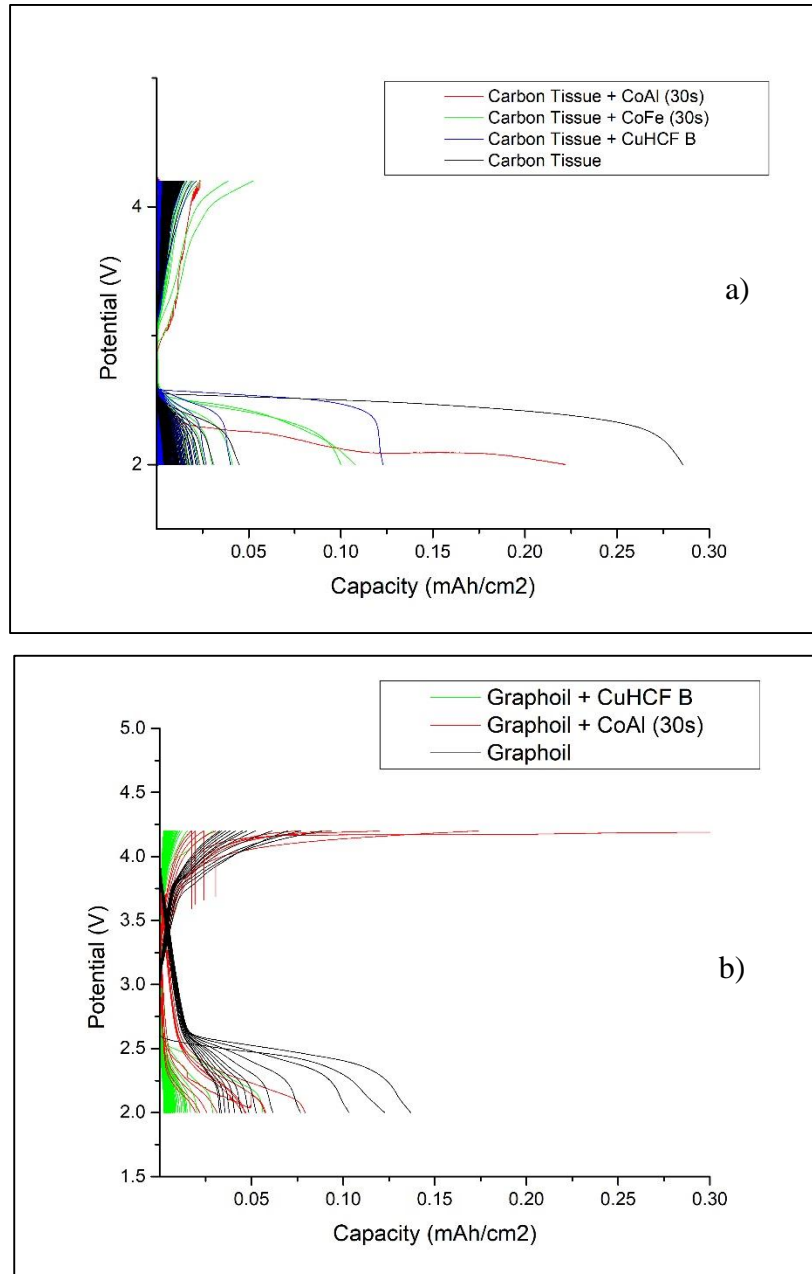 Carbon Tissue + CoAl (30s)
Carbon Tissue + CoFe (30s)
Carbon Tissue + CuHCF B
Carbon Tissue
4
2
Potential (V)
a)
0.05 0.10 0.15 0.20 0.25 0.30
Capacity (mAh/cm2)
Graphoil + CuHCF B
Graphoil + CoAl (30s)
Graphoil
5.0
4.5
4.0
3.5
3.0
2.5
2.0
1.5
Potential (V)
b)
0.05 0.10 0.15 0.20 0.25 0.30
Capacity (mAh/cm2)